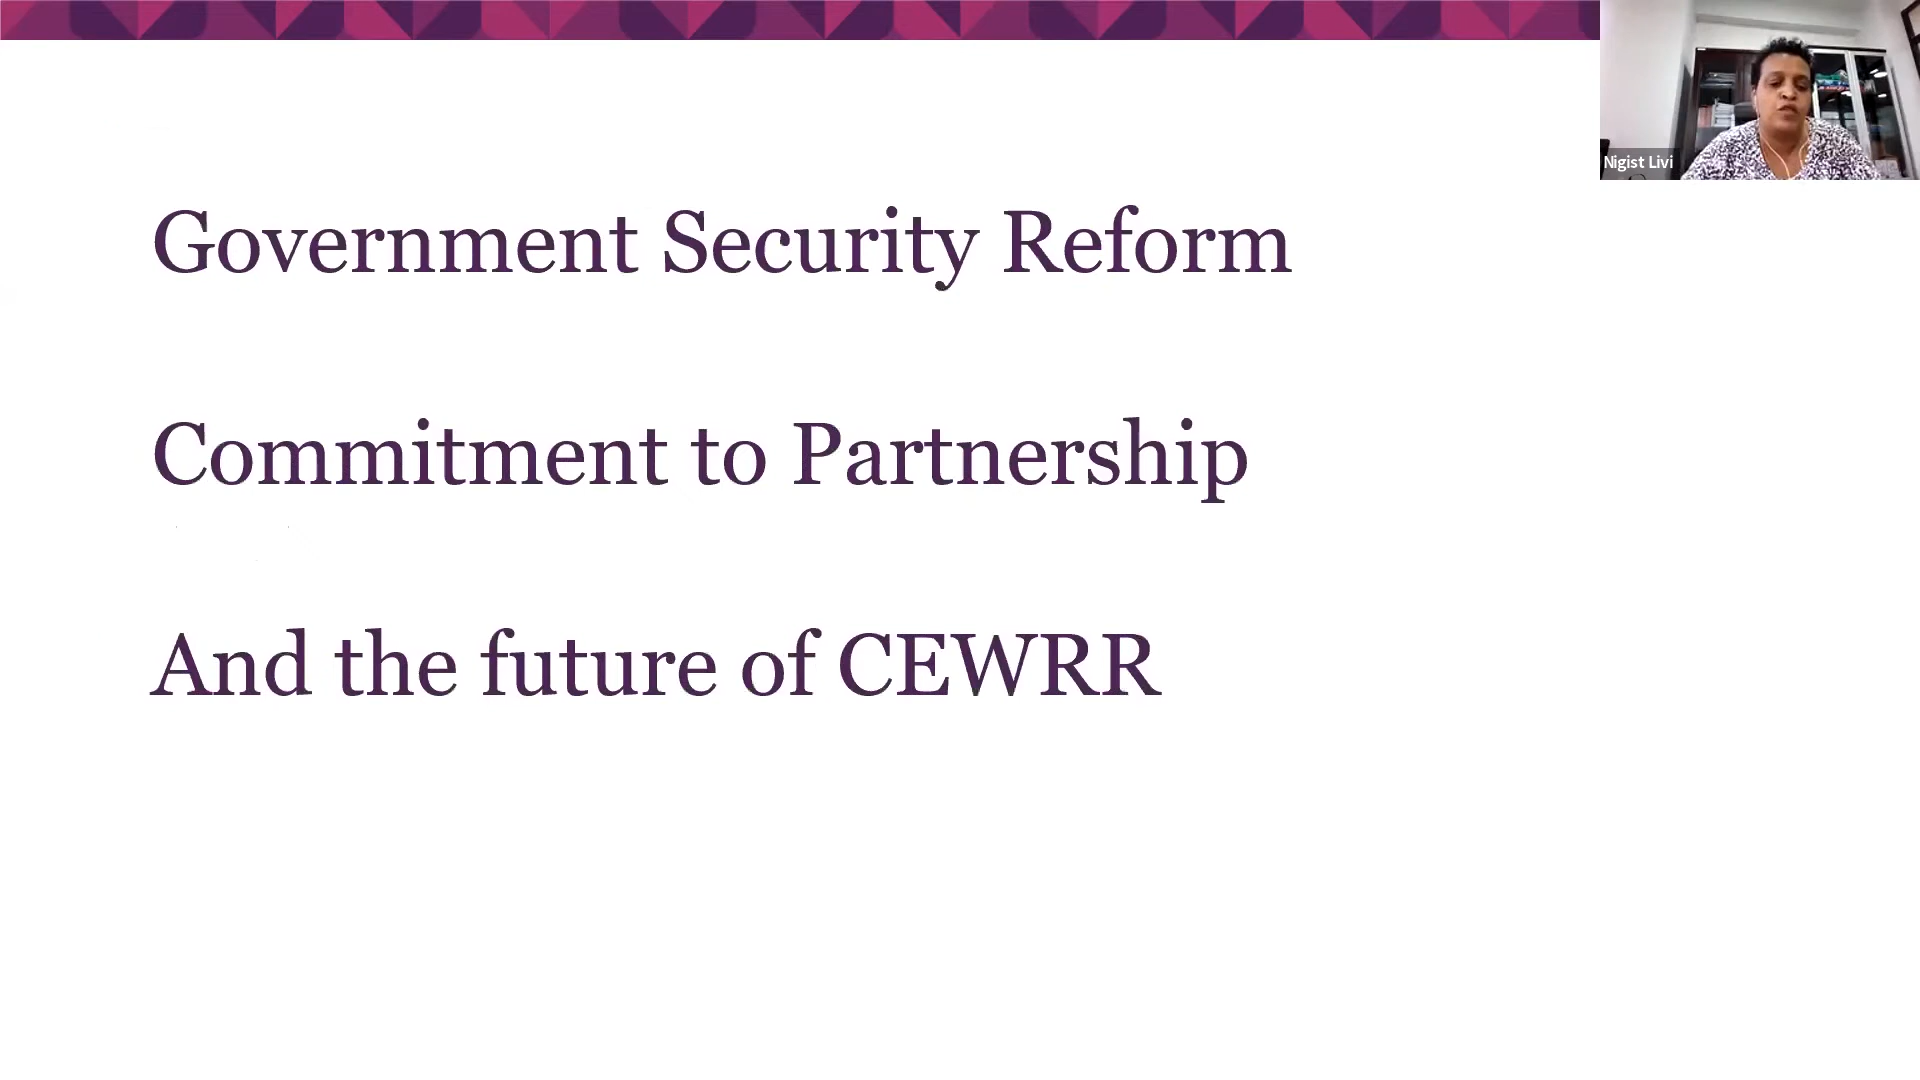 Nigist Livi
Government Security Reform
Commitment to Partnership
And the future of CEWRR